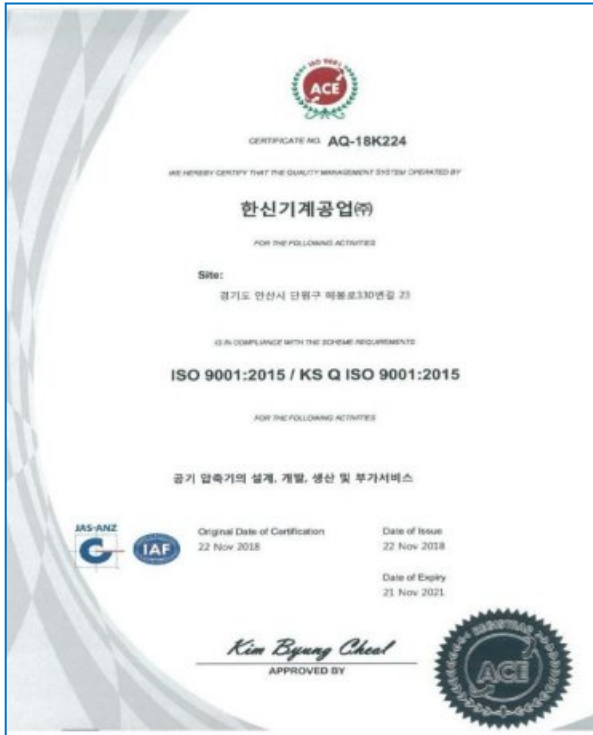 ISO 9001
ACE
CERTIFICATE NO. AQ-18K224
WE HEREBY CERTIFY THAT THE QUALITY MANAGEMENT SYSTEM OPERATED BY
한신기계공업㈜
FOR THE FOLLOWING ACTIVITIES
Site:
경기도 안산시 단원구 해봉로330번길 23
IS IN COMPLIANCE WITH THE SCHEME REQUIREMENTS
ISO 9001:2015 / KS Q ISO 9001:2015
FOR THE FOLLOWING ACTIVITIES
공기 압축기의 설계, 개발, 생산 및 부가서비스
JAS-ANZ
IAF
Original Date of Certification
22 Nov 2018
Date of Issue
22 Nov 2018
Date of Expiry
21 Nov 2021
Kim Byung Cheal
APPROVED BY
REGISTRAR
ACE